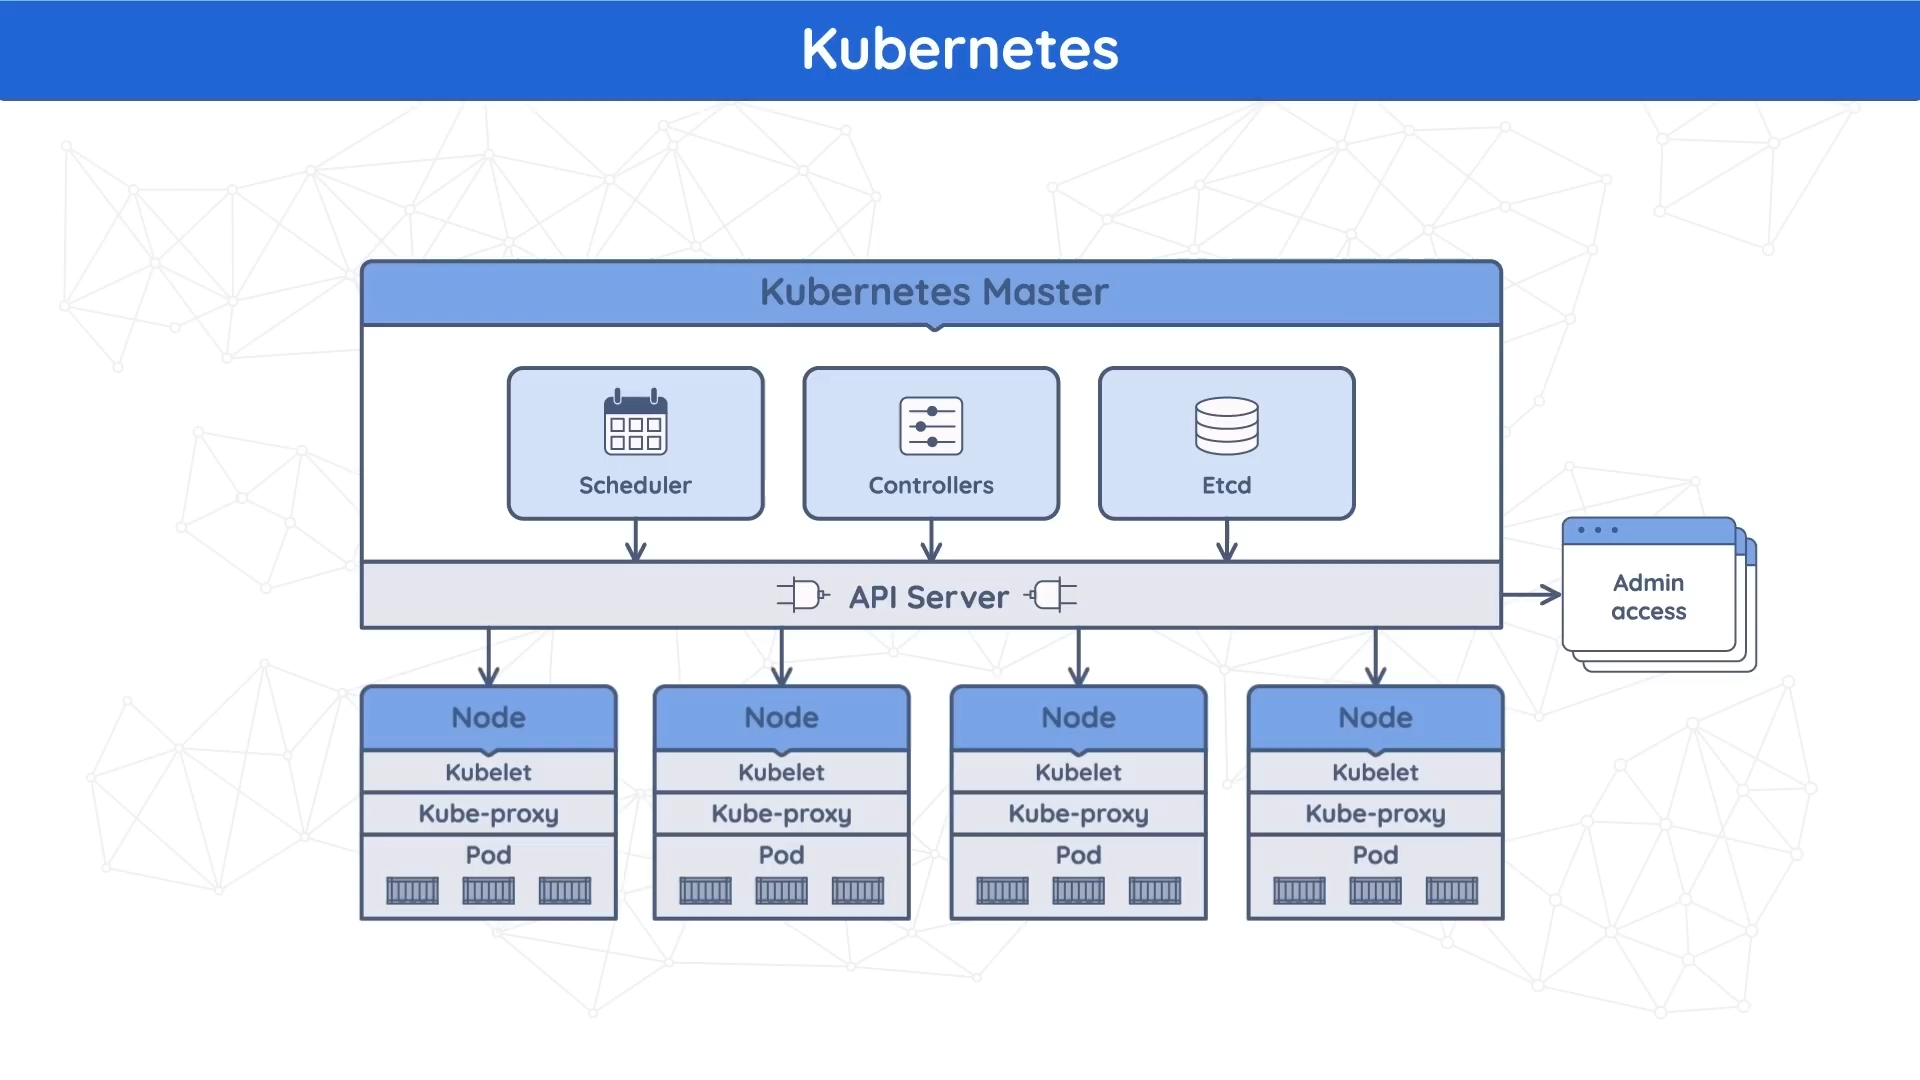 Kubernetes
Kubernetes Master
Scheduler
Controllers
Etcd
API Server
Admin
access
Node
Kubelet
Kube-proxy
Pod
Node
Kubelet
Kube-proxy
Pod
Node
Kubelet
Kube-proxy
Pod
Node
Kubelet
Kube-proxy
Pod